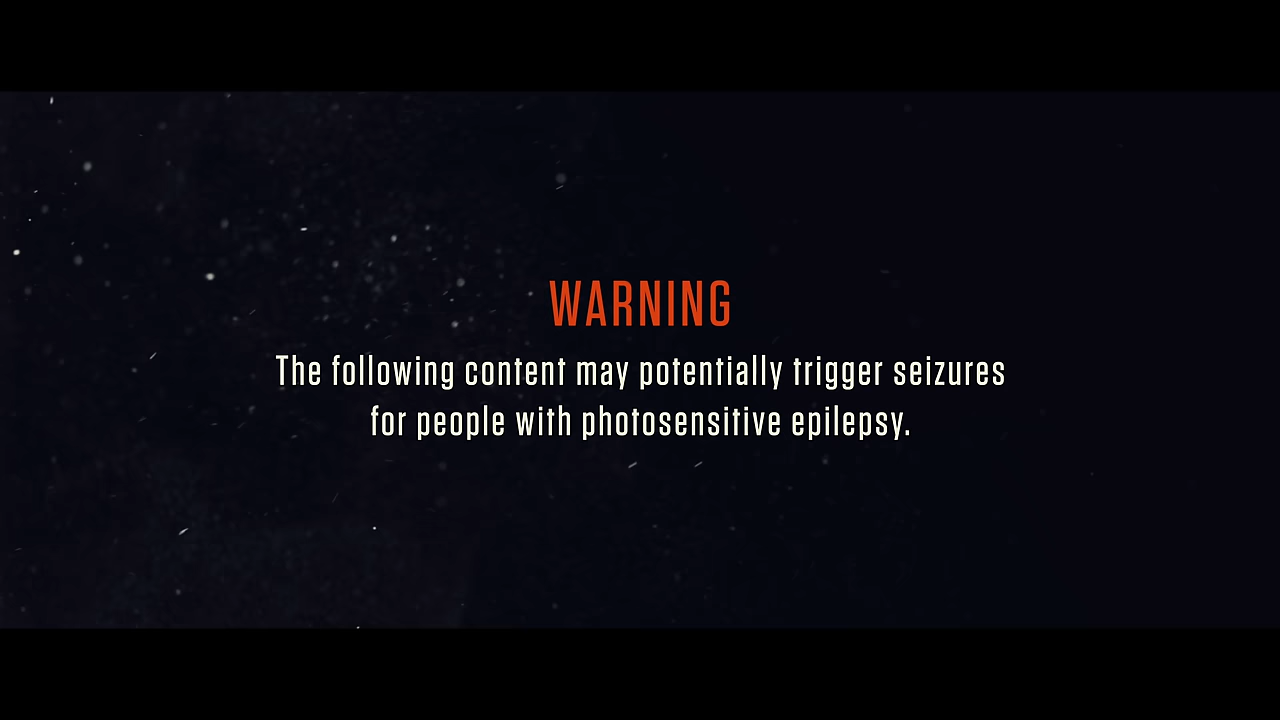 WARNING
The following content may potentially trigger seizures
for people with photosensitive epilepsy.